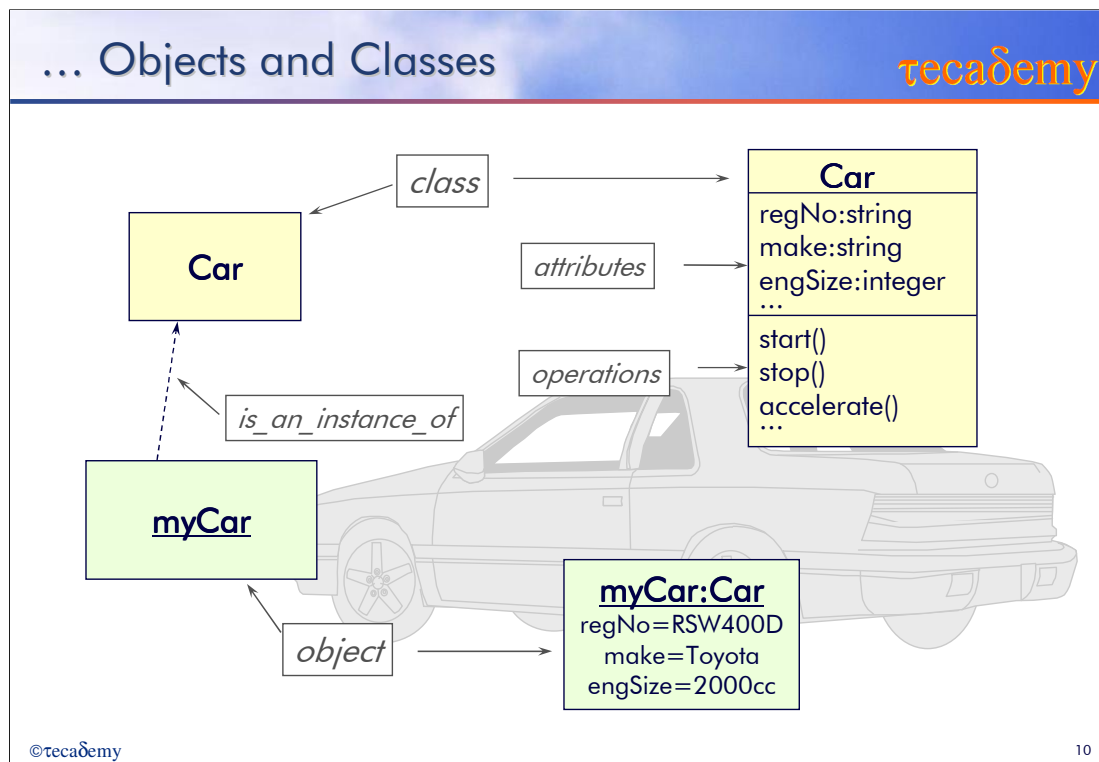 ... Objects and Classes
τecaδemy
class
Car
Car
regNo:string
make:string
engSize:integer
...
attributes
start()
stop()
accelerate()
...
operations
is_an_instance_of
myCar
myCar:Car
regNo=RSW400D
make=Toyota
engSize=2000cc
object
©τecaδemy
10